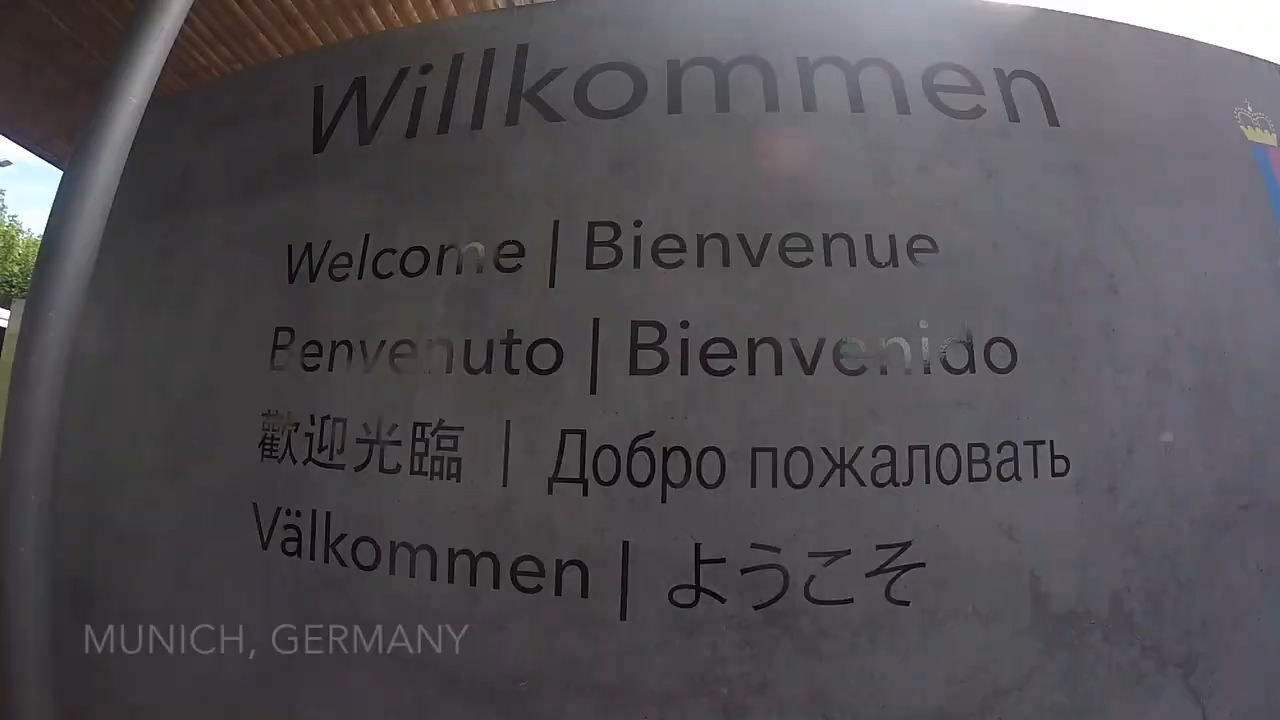 Willkommen
Welcome | Bienvenue
Benvenuto | Bienvenido
歡迎光臨 | Добро пожаловать
Välkommen | ようこそ
MUNICH, GERMANY